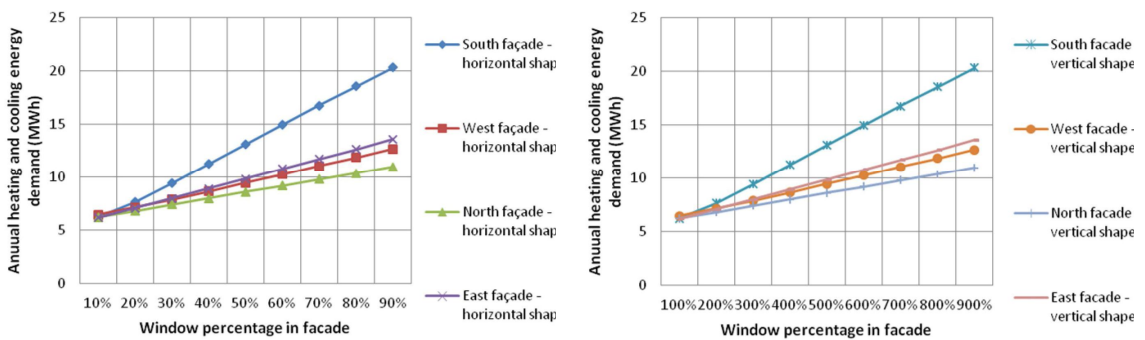 Anuual heating and cooling energy
demand (MWh)
25
20
15
10
5
0
10% 20% 30% 40% 50% 60% 70% 80% 90%
Window percentage in facade
South façade -
horizontal shap
West façade -
horizontal shap
North façade -
horizontal shap
East façade -
horizontal shap
Anuual heating and cooling energy
demand (MWh)
25
20
15
10
5
0
100% 200% 300% 400% 500% 600% 700% 800% 900%
Window percentage in facade
South facade
vertical shape
West facade -
vertical shape
North facade
vertical shape
East facade -
vertical shape